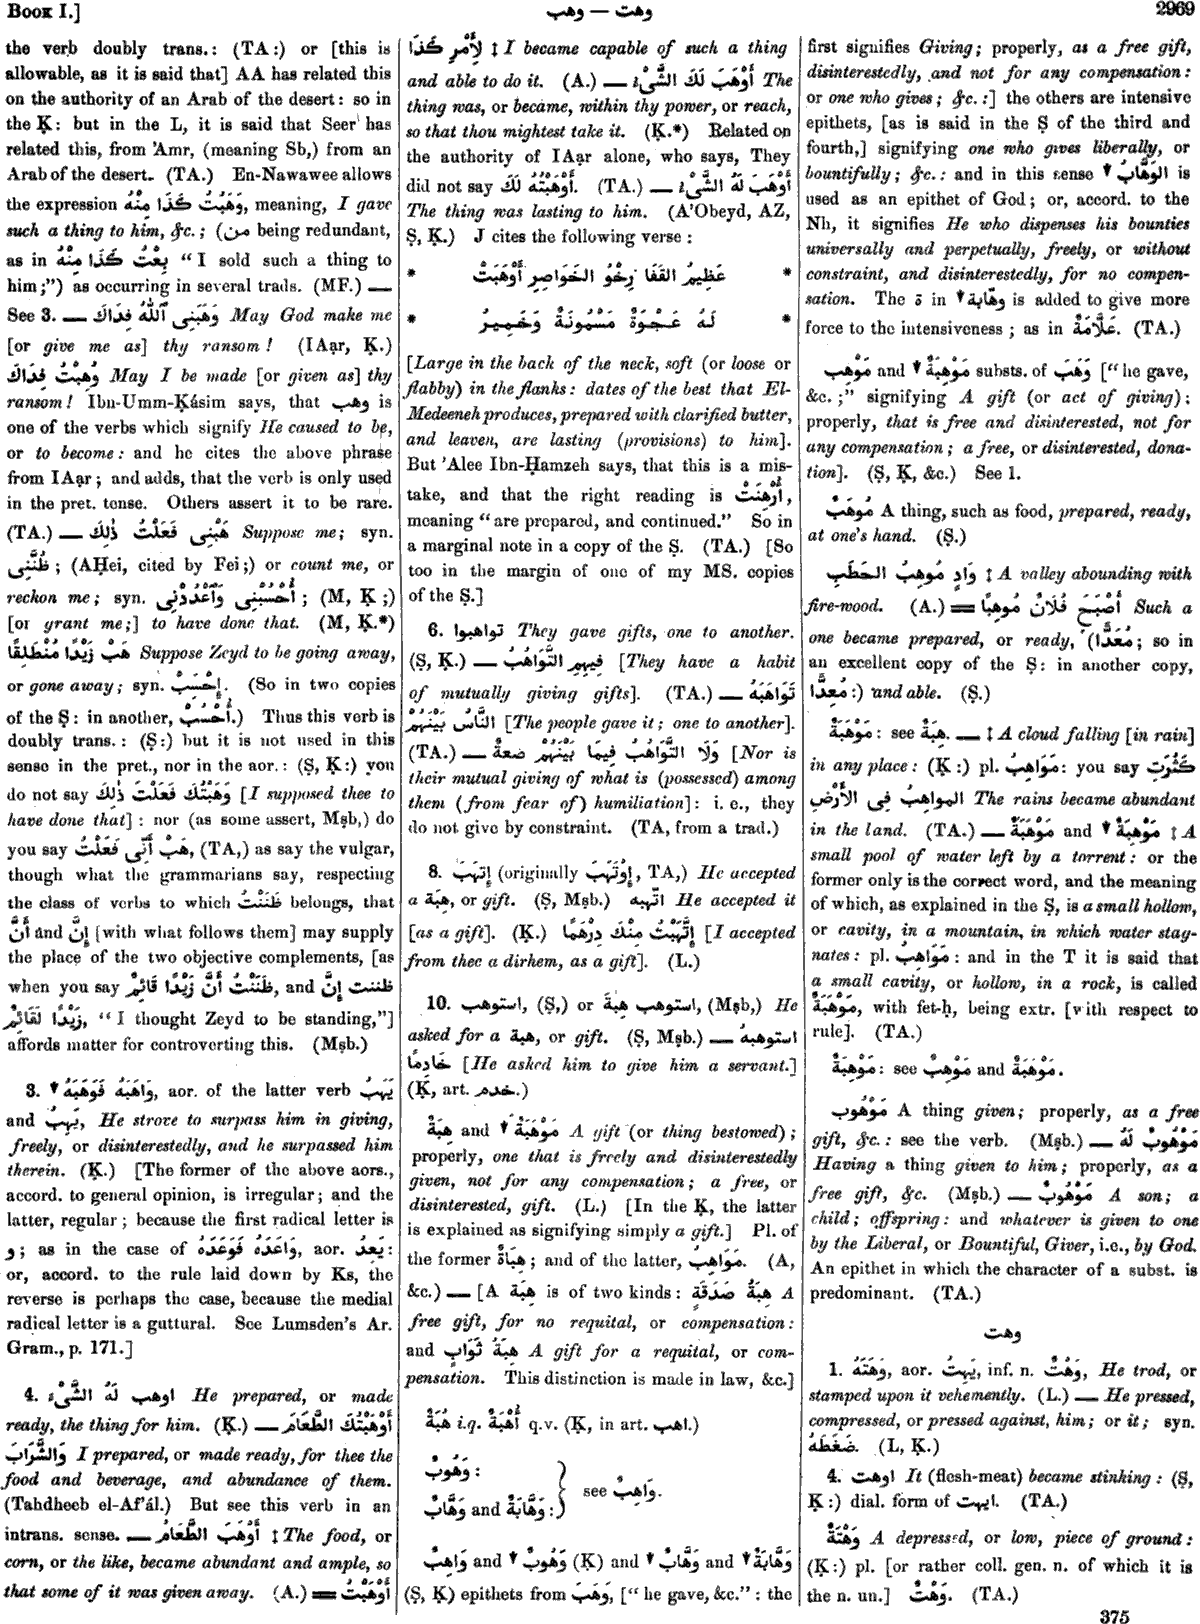 Book I.]
وهت — وهب
2969
the verb doubly trans.: (TA:) or [this is
allowable, as it is said that] AA has related this
on the authority of an Arab of the desert: so in
the Ḳ: but in the L, it is said that Seer has
related this, from ’Amr, (meaning Sb,) from an
Arab of the desert. (TA.) En-Nawawee allows
the expression وَهَبْتُ كَذَا مِنْهُ, meaning, I gave
such a thing to him, &c.; (من being redundant,
as in بِعْتُ كَذَا مِنْهُ “I sold such a thing to
him;”) as occurring in several trads. (MF.) —
See 3. — وَهَبَنِى ٱللّٰهُ فِدَاكَ May God make me
[or give me as] thy ransom! (IAạr, Ḳ.)
وُهِبْتُ فِدَاكَ May I be made [or given as] thy
ransom! Ibn-Umm-Ḳásim says, that وهب is
one of the verbs which signify He caused to be,
or to become: and he cites the above phrase
from IAạr; and adds, that the verb is only used
in the pret. tense. Others assert it to be rare.
(TA.) — هَبْنِى فَعَلْتُ ذٰلِكَ Suppose me; syn.
ظُنَّنِى; (AḤei, cited by Fei;) or count me, or
reckon me; syn. أُحْسُبْنِى وَٱعْدُدْنِى; (M, Ḳ;)
[or grant me;] to have done that. (M, Ḳ.*)
هَبْ زَيْدًا مُنْطَلِقًا Suppose Zeyd to be going away,
or gone away; syn. إِحْسَبْ. (So in two copies
of the Ṣ: in another, أُحْسُبْ.) Thus this verb is
doubly trans.: (Ṣ:) but it is not used in this
sense in the pret., nor in the aor.: (Ṣ, Ḳ:) you
do not say وَهَبْتُكَ فَعَلْتَ ذٰلِكَ [I supposed thee to
have done that]: nor (as some assert, Mṣb,) do
you say هَبْ أَنِّى فَعَلْتُ, (TA,) as say the vulgar,
though what the grammarians say, respecting
the class of verbs to which ظَنَنْتُ belongs, that
أَنَّ and إِنَّ [with what follows them] may supply
the place of the two objective complements, [as
when you say ظَنَنْتُ أَنَّ زَيْدًا قَائِمٌ, and ظننت إِنَّ
زَيْدًا لَقَائِمٌ, “I thought Zeyd to be standing,”]
affords matter for controverting this. (Mṣb.)
3. وَاهَبَهُ فَوَهَبَهُ ▼, aor. of the latter verb يَهَبُ
and يَهِبُ, He strove to surpass him in giving,
freely, or disinterestedly, and he surpassed him
therein. (Ḳ.) [The former of the above aors.,
accord. to general opinion, is irregular; and the
latter, regular; because the first radical letter is
و; as in the case of وَاعَدَهُ فَوَعَدَهُ, aor. يَعِدُ:
or, accord. to the rule laid down by Ks, the
reverse is perhaps the case, because the medial
radical letter is a guttural. See Lumsden’s Ar.
Gram., p. 171.]
4. اوهب لَهُ الشَّىْءَ He prepared, or made
ready, the thing for him. (Ḳ.) — أَوْهَبْتُكَ الطَّعَامَ
وَالشَّرَابَ I prepared, or made ready, for thee the
food and beverage, and abundance of them.
(Tahdheeb el-Af’ál.) But see this verb in an
intrans. sense. — أَوْهَبَ الطَّعَامُ ‡ The food, or
corn, or the like, became abundant and ample, so
that some of it was given away. (A.) = أَوْهَبْتُ
لِأَمْرِ كَذَا ‡ I became capable of such a thing
and able to do it. (A.) — أَوْهَبَ لَكَ الشَّىْءُ The
thing was, or became, within thy power, or reach,
so that thou mightest take it. (Ḳ.*) Related on
the authority of IAạr alone, who says, They
did not say أَوْهَبْتُهُ لَكَ. (TA.) — أَوْهَبَ لَهُ الشَّىْءُ
The thing was lasting to him. (A’Obeyd, AZ,
Ṣ, Ḳ.) J cites the following verse:
* عَظِيمُ القَفَا رِخْوُ الخَوَاصِرِ أَوْهَبَتْ *
* لَهُ عَجْوَةٌ مَسْمُونَةٌ وَخَمِيرُ *
[Large in the back of the neck, soft (or loose or
flabby) in the flanks: dates of the best that El-
Medeeneh produces, prepared with clarified butter,
and leaven, are lasting (provisions) to him].
But ’Alee Ibn-Ḥamzeh says, that this is a mis-
take, and that the right reading is أُرْهِنَتْ,
meaning “are prepared, and continued.” So in
a marginal note in a copy of the Ṣ. (TA.) [So
too in the margin of one of my MS. copies
of the Ṣ.]
6. تواهبوا They gave gifts, one to another.
(Ṣ, Ḳ.) — فِيهِمِ التَّوَاهُبُ [They have a habit
of mutually giving gifts]. (TA.) — تَوَاهَبَهُ
النَّاسُ بَيْنَهُمْ [The people gave it; one to another].
(TA.) — وَلَا التَّوَاهُبُ فِيمَا بَيْنَهُمْ ضعةٌ [Nor is
their mutual giving of what is (possessed) among
them (from fear of) humiliation]: i. e., they
do not give by constraint. (TA, from a trad.)
8. إِتَهَبَ (originally إِوْتَهَبَ, TA,) He accepted
a هِبَة, or gift. (Ṣ, Mṣb.) اتّهبه He accepted it
[as a gift]. (Ḳ.) إِتَّهَبْتُ مِنْكَ دِرْهَمًا [I accepted
from thee a dirhem, as a gift]. (L.)
10. استوهب, (Ṣ,) or استوهب هِبَةً, (Mṣb,) He
asked for a هبة, or gift. (Ṣ, Mṣb.) — استوهبهُ
خَادِمًا [He asked him to give him a servant.]
(Ḳ, art. خدم.)
هِبَةٌ and ▼ مَوْهِبَةٌ A gift (or thing bestowed);
properly, one that is freely and disinterestedly
given, not for any compensation; a free, or
disinterested, gift. (L.) [In the Ḳ, the latter
is explained as signifying simply a gift.] Pl. of
the former هِبَاةٌ; and of the latter, مَوَاهِبُ. (A,
&c.) — [A هِبَة is of two kinds: هِبَةُ صَدَقَةٍ A
free gift, for no requital, or compensation:
and هِبَةُ ثَوَابٍ A gift for a requital, or com-
pensation. This distinction is made in law, &c.]
هُبَةٌ i.q. أُهْبَةٌ q.v. (Ḳ, in art. اهب.)
وَهُوبٌ:
وَهَّابٌ and وَهَّابَةٌ:
} see وَاهِبٌ.
وَاهِبٌ and ▼ وَهُوبٌ (Ḳ) and ▼ وَهَّابٌ and ▼ وَهَّابَةٌ
(Ṣ, Ḳ) epithets from وَهَبَ, [“he gave, &c.”: the
first signifies Giving; properly, as a free gift,
disinterestedly, and not for any compensation:
or one who gives; &c.:] the others are intensive
epithets, [as is said in the Ṣ of the third and
fourth,] signifying one who gives liberally, or
bountifully; &c.: and in this sense ▼ الوَهَّابُ is
used as an epithet of God; or, accord. to the
Nh, it signifies He who dispenses his bounties
universally and perpetually, freely, or without
constraint, and disinterestedly, for no compen-
sation. The ة in ▼ وهّابة is added to give more
force to the intensiveness; as in عَلَّامَةٌ. (TA.)
مَوْهِب and ▼ مَوْهِبَةٌ substs. of وَهَبَ [“he gave,
&c.;” signifying A gift (or act of giving):
properly, that is free and disinterested, not for
any compensation; a free, or disinterested, dona-
tion]. (Ṣ, Ḳ, &c.) See 1.
مُوهَبٌ A thing, such as food, prepared, ready,
at one’s hand. (Ṣ.)
وَادٍ مُوهِبُ الحَطَبِ ‡ A valley abounding with
fire-wood. (A.) = أَصْبَحَ فُلَانٌ مُوهِبًا Such a
one became prepared, or ready, (مُعَدًّا; so in
an excellent copy of the Ṣ: in another copy,
مُعِدًّا:) and able. (Ṣ.)
مَوْهَبَةٌ: see هِبَةٌ. — ‡ A cloud falling [in rain]
in any place: (Ḳ:) pl. مَوَاهِبُ: you say كَثُرَتِ
المواهِبُ فِى الأَرْضِ The rains became abundant
in the land. (TA.) — مَوْهَبَةٌ and ▼ مَوْهِبَةٌ ‡ A
small pool of water left by a torrent: or the
former only is the correct word, and the meaning
of which, as explained in the Ṣ, is a small hollow,
or cavity, in a mountain, in which water stag-
nates: pl. مَوَاهِبُ: and in the T it is said that
a small cavity, or hollow, in a rock, is called
مَوْهَبَةٌ, with fet-ḥ, being extr. [with respect to
rule]. (TA.)
مَوْهِبَةٌ: see مَوْهِبٌ and مَوْهَبَةٌ.
مَوْهُوب A thing given; properly, as a free
gift, &c.: see the verb. (Mṣb.) — مَوْهُوبٌ لَهُ
Having a thing given to him; properly, as a
free gift, &c. (Mṣb.) — مَوْهُوبٌ A son; a
child; offspring: and whatever is given to one
by the Liberal, or Bountiful, Giver, i.e., by God.
An epithet in which the character of a subst. is
predominant. (TA.)
وهت
1. وَهَتَهُ, aor. يَهِتُ, inf. n. وَهْتٌ, He trod, or
stamped upon it vehemently. (L.) — He pressed,
compressed, or pressed against, him; or it; syn.
ضَغَطَهُ. (L, Ḳ.)
4. اوهت It (flesh-meat) became stinking: (Ṣ,
Ḳ:) dial. form of ايهت. (TA.)
وَهْتَةٌ A depressed, or low, piece of ground:
(Ḳ:) pl. [or rather coll. gen. n. of which it is
the n. un.] وَهْتٌ. (TA.)
375